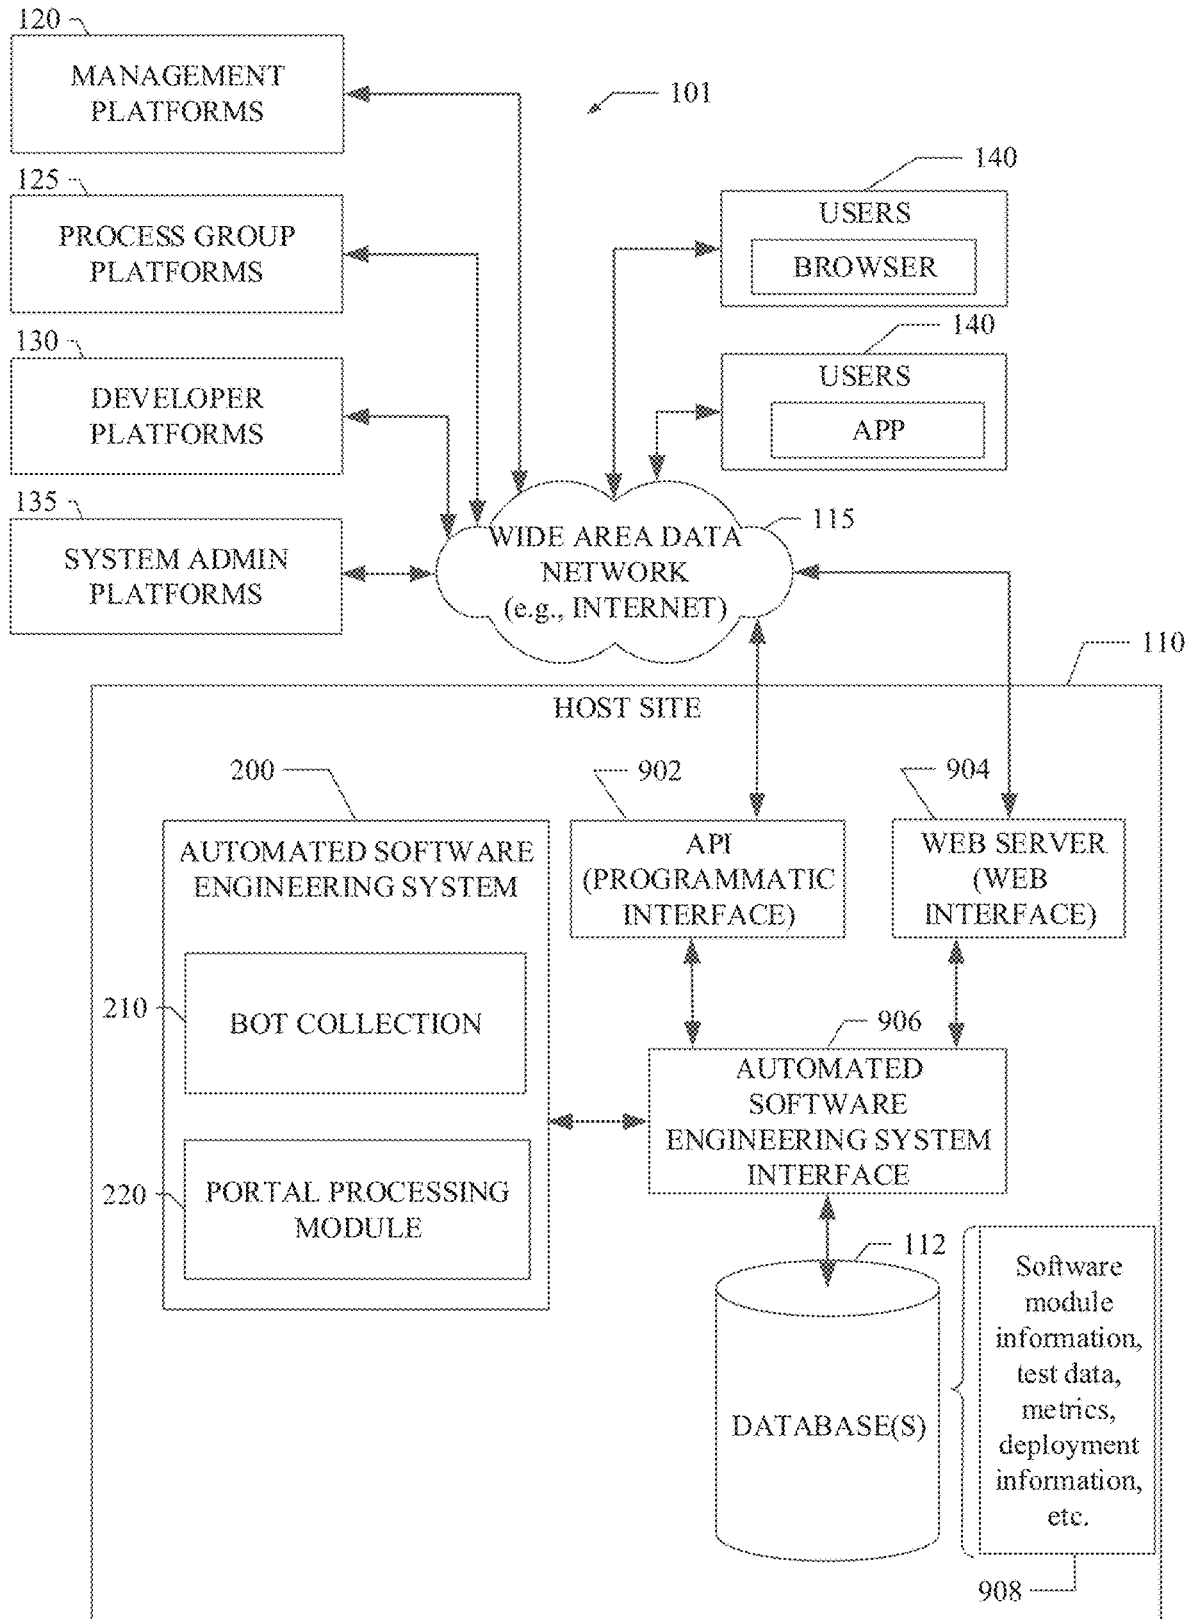 120
MANAGEMENT
PLATFORMS
101
125
PROCESS GROUP
PLATFORMS
140
USERS
BROWSER
130
DEVELOPER
PLATFORMS
140
USERS
APP
135
SYSTEM ADMIN
PLATFORMS
WIDE AREA DATA
NETWORK
(e.g., INTERNET)
115
110
HOST SITE
200
AUTOMATED SOFTWARE
ENGINEERING SYSTEM
210
BOT COLLECTION
220
PORTAL PROCESSING
MODULE
902
API
(PROGRAMMATIC
INTERFACE)
904
WEB SERVER
(WEB
INTERFACE)
906
AUTOMATED
SOFTWARE
ENGINEERING SYSTEM
INTERFACE
112
DATABASE(S)
Software
module
information,
test data,
metrics,
deployment
information,
etc.
908